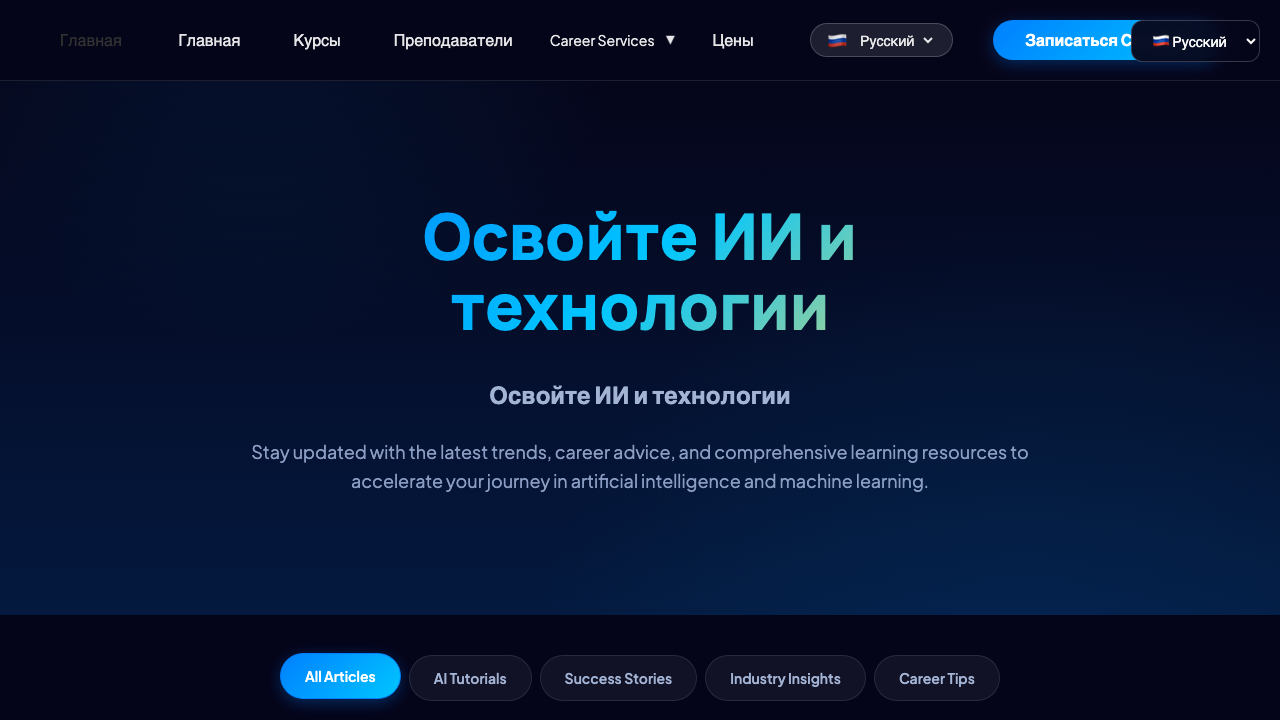 Главная
Главная
Курсы
Преподаватели
Career Services ▼
Цены
Русский
Записаться С
Русский
Освойте ИИ и
технологии
Освойте ИИ и технологии
Stay updated with the latest trends, career advice, and comprehensive learning resources to
accelerate your journey in artificial intelligence and machine learning.
All Articles
AI Tutorials
Success Stories
Industry Insights
Career Tips